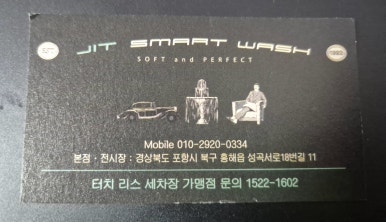 JIT SMART WASH
SOFT and PERFECT
Mobile 010-2920-0334
본점 · 전시장 : 경상북도 포항시 북구 흥해읍 성곡서로18번길 11
터치 리스 세차장 가맹점 문의 1522-1602